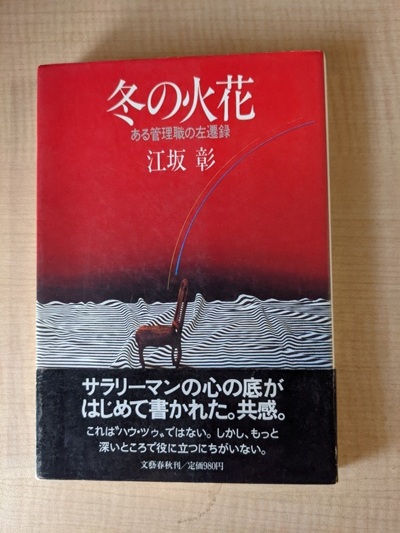 冬の火花
ある管理職の左遷録
江坂 彰
サラリーマンの心の底が
はじめて書かれた。共感。
これは〝ハウ・ツゥ〟ではない。しかし、もっと
深いところで役に立つにちがいない。
文藝春秋刊/定価980円